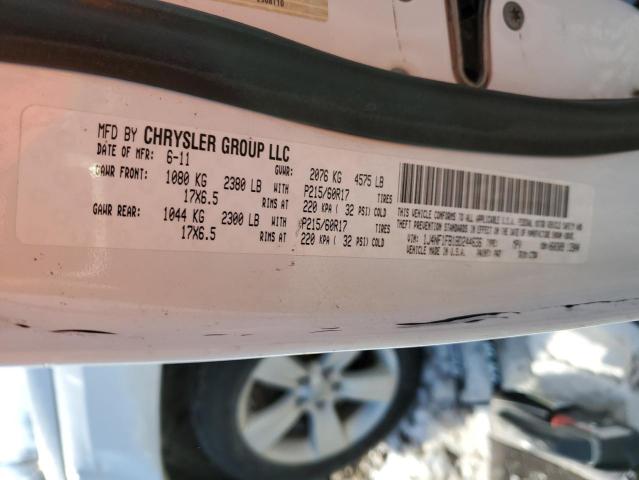 MFD BY CHRYSLER GROUP LLC
DATE OF MFR: 6-11 GVWR: 2076 KG 4575 LB
GAWR FRONT: 1080 KG 2380 LB WITH P215/60R17 TIRES
17X6.5 RIMS AT 220 KPA ( 32 PSI) COLD
GAWR REAR: 1044 KG 2300 LB WITH P215/60R17 TIRES
17X6.5 RIMS AT 220 KPA ( 32 PSI) COLD
THIS VEHICLE CONFORMS TO ALL APPLICABLE U.S.A. FEDERAL MOTOR VEHICLE SAFETY AND
THEFT PREVENTION STANDARDS IN EFFECT ON THE DATE OF MANUFACTURE SHOWN ABOVE.
VIN: TYPE: MPV
VEHICLE MADE IN U.S.A.